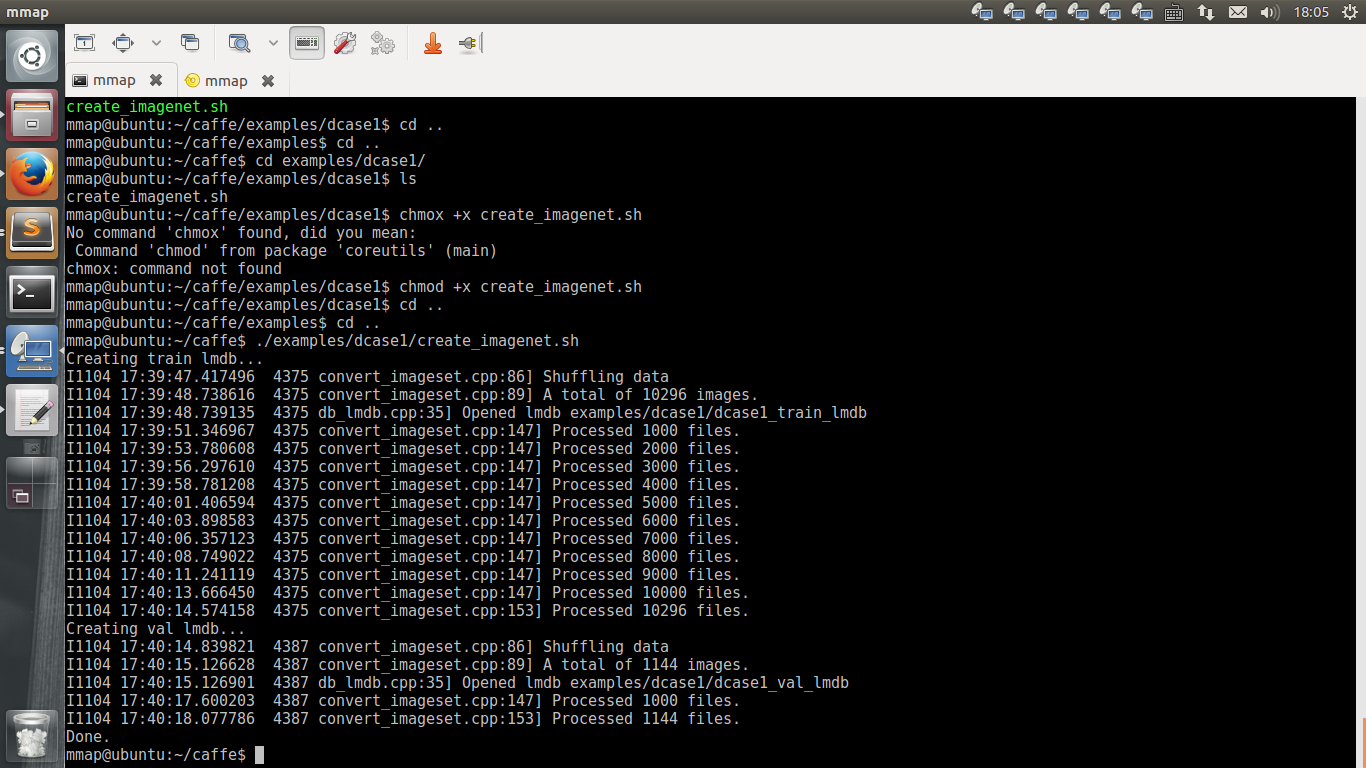 mmap
18:05
mmap
mmap
create_imagenet.sh
mmap@ubuntu:~/caffe/examples/dcase1$ cd ..
mmap@ubuntu:~/caffe/examples$ cd ..
mmap@ubuntu:~/caffe$ cd examples/dcase1/
mmap@ubuntu:~/caffe/examples/dcase1$ ls
create_imagenet.sh
mmap@ubuntu:~/caffe/examples/dcase1$ chmox +x create_imagenet.sh
No command 'chmox' found, did you mean:
 Command 'chmod' from package 'coreutils' (main)
chmox: command not found
mmap@ubuntu:~/caffe/examples/dcase1$ chmod +x create_imagenet.sh
mmap@ubuntu:~/caffe/examples/dcase1$ cd ..
mmap@ubuntu:~/caffe/examples$ cd ..
mmap@ubuntu:~/caffe$ ./examples/dcase1/create_imagenet.sh
Creating train lmdb...
I1104 17:39:47.417496  4375 convert_imageset.cpp:86] Shuffling data
I1104 17:39:48.738616  4375 convert_imageset.cpp:89] A total of 10296 images.
I1104 17:39:48.739135  4375 db_lmdb.cpp:35] Opened lmdb examples/dcase1/dcase1_train_lmdb
I1104 17:39:51.346967  4375 convert_imageset.cpp:147] Processed 1000 files.
I1104 17:39:53.780608  4375 convert_imageset.cpp:147] Processed 2000 files.
I1104 17:39:56.297610  4375 convert_imageset.cpp:147] Processed 3000 files.
I1104 17:39:58.781208  4375 convert_imageset.cpp:147] Processed 4000 files.
I1104 17:40:01.406594  4375 convert_imageset.cpp:147] Processed 5000 files.
I1104 17:40:03.898583  4375 convert_imageset.cpp:147] Processed 6000 files.
I1104 17:40:06.357123  4375 convert_imageset.cpp:147] Processed 7000 files.
I1104 17:40:08.749022  4375 convert_imageset.cpp:147] Processed 8000 files.
I1104 17:40:11.241119  4375 convert_imageset.cpp:147] Processed 9000 files.
I1104 17:40:13.666450  4375 convert_imageset.cpp:147] Processed 10000 files.
I1104 17:40:14.574158  4375 convert_imageset.cpp:153] Processed 10296 files.
Creating val lmdb...
I1104 17:40:14.839821  4387 convert_imageset.cpp:86] Shuffling data
I1104 17:40:15.126628  4387 convert_imageset.cpp:89] A total of 1144 images.
I1104 17:40:15.126901  4387 db_lmdb.cpp:35] Opened lmdb examples/dcase1/dcase1_val_lmdb
I1104 17:40:17.600203  4387 convert_imageset.cpp:147] Processed 1000 files.
I1104 17:40:18.077786  4387 convert_imageset.cpp:153] Processed 1144 files.
Done.
mmap@ubuntu:~/caffe$